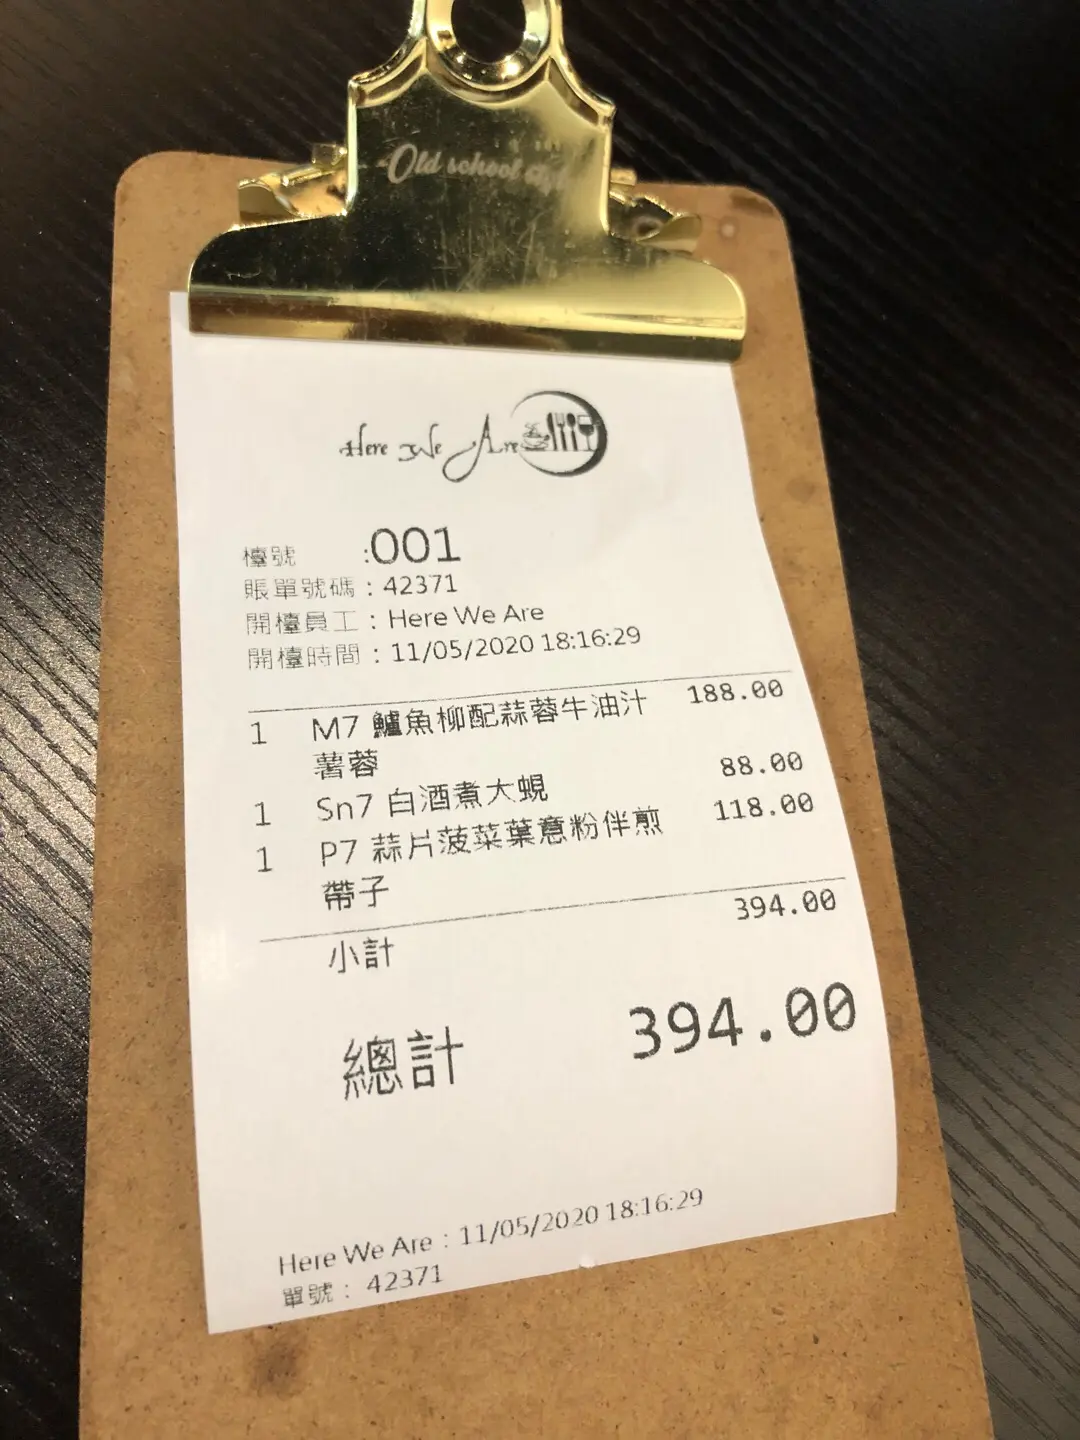 Old school
Here We Are
檯號 :001
賬單號碼 : 42371
開檯員工 : Here We Are
開檯時間 : 11/05/2020 18:16:29
1 M7 鱸魚柳配蒜蓉牛油汁 188.00
薯蓉
1 Sn7 白酒煮大蜆 88.00
1 P7 蒜片菠菜葉意粉伴煎 118.00
帶子
小計 394.00
總計 394.00
Here We Are : 11/05/2020 18:16:29
單號 : 42371